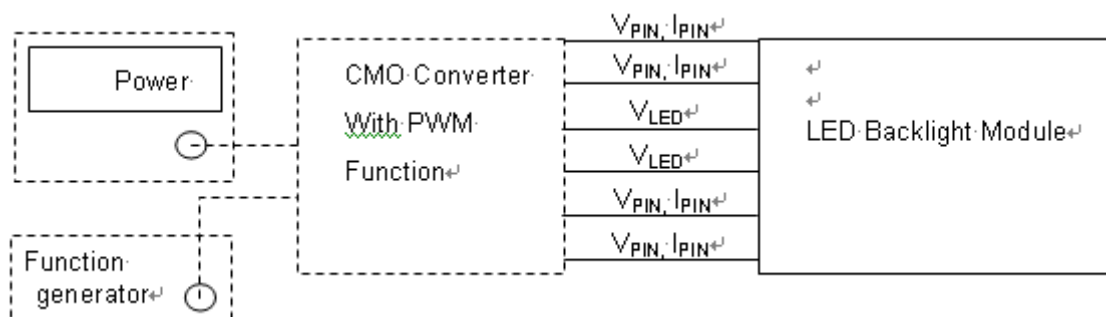 Power
CMO Converter
With PWM
Function
Function
generator
VPIN, IPIN
VPIN, IPIN
VLED
VLED
VPIN, IPIN
VPIN, IPIN
LED Backlight Module